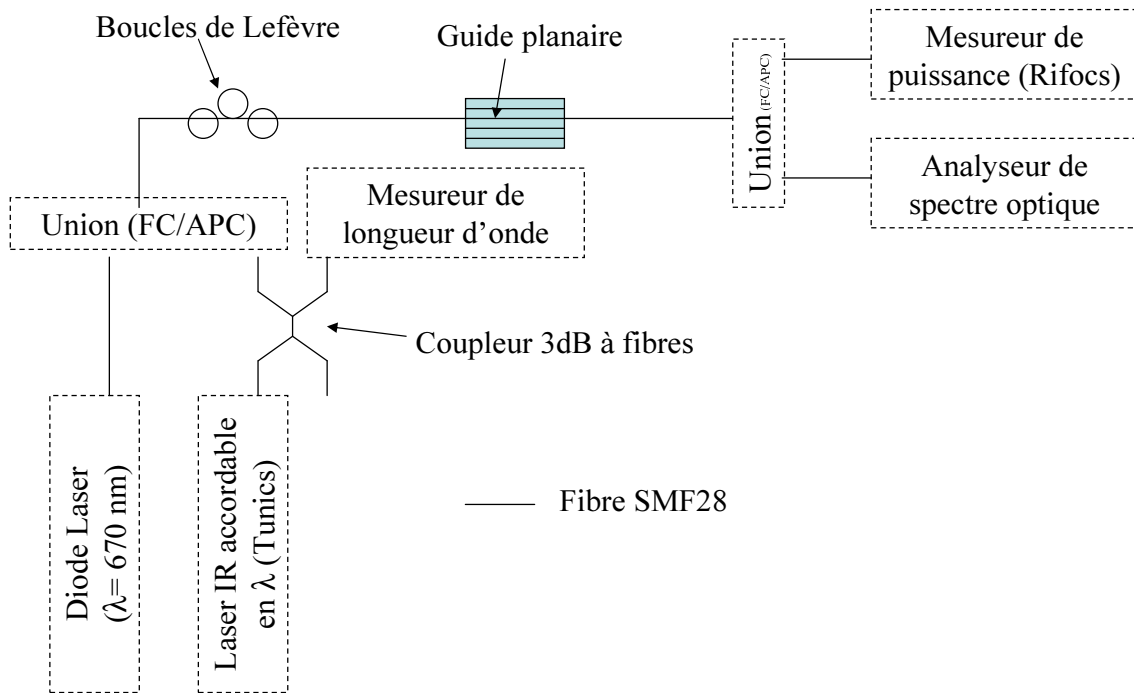 Boucles de Lefèvre
Guide planaire
Union (FC/APC)
Mesureur de
puissance (Rifocs)
Analyseur de
spectre optique
Union (FC/APC)
Mesureur de
longueur d’onde
Coupleur 3dB à fibres
Diode Laser
(λ= 670 nm)
Laser IR accordable
en λ (Tunics)
Fibre SMF28